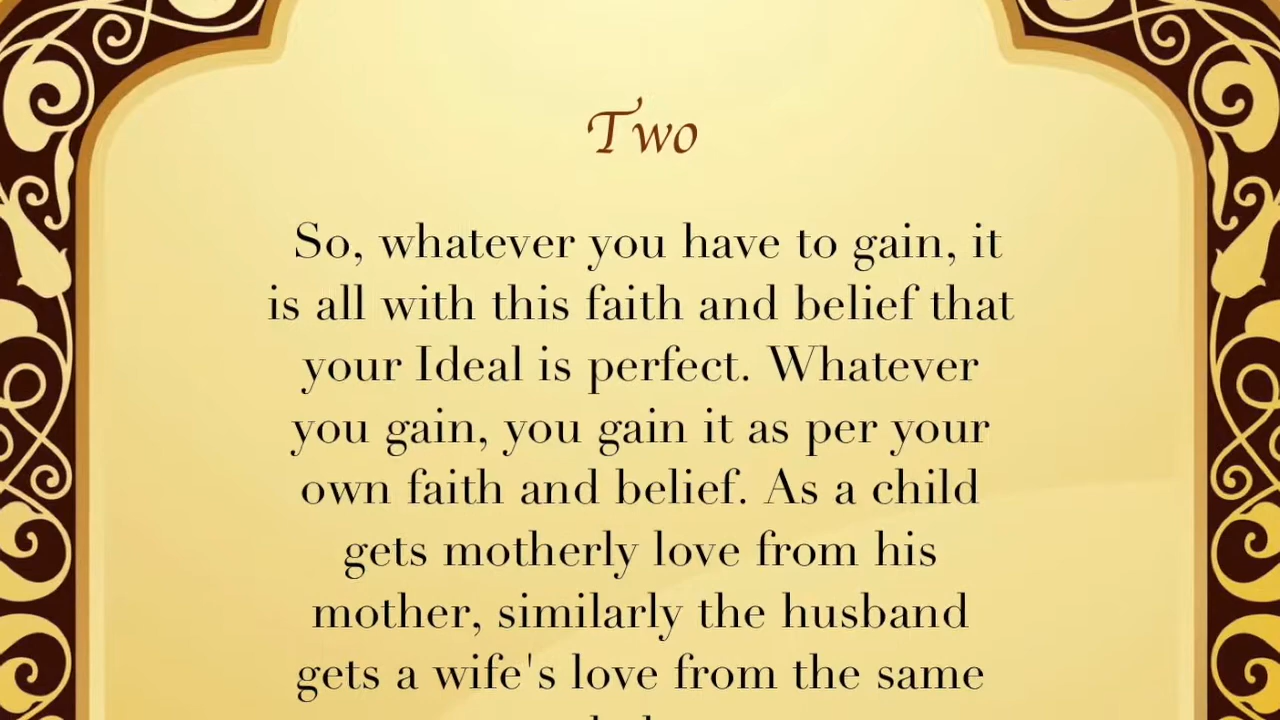 Two
So, whatever you have to gain, it
is all with this faith and belief that
your Ideal is perfect. Whatever
you gain, you gain it as per your
own faith and belief. As a child
gets motherly love from his
mother, similarly the husband
gets a wife's love from the same